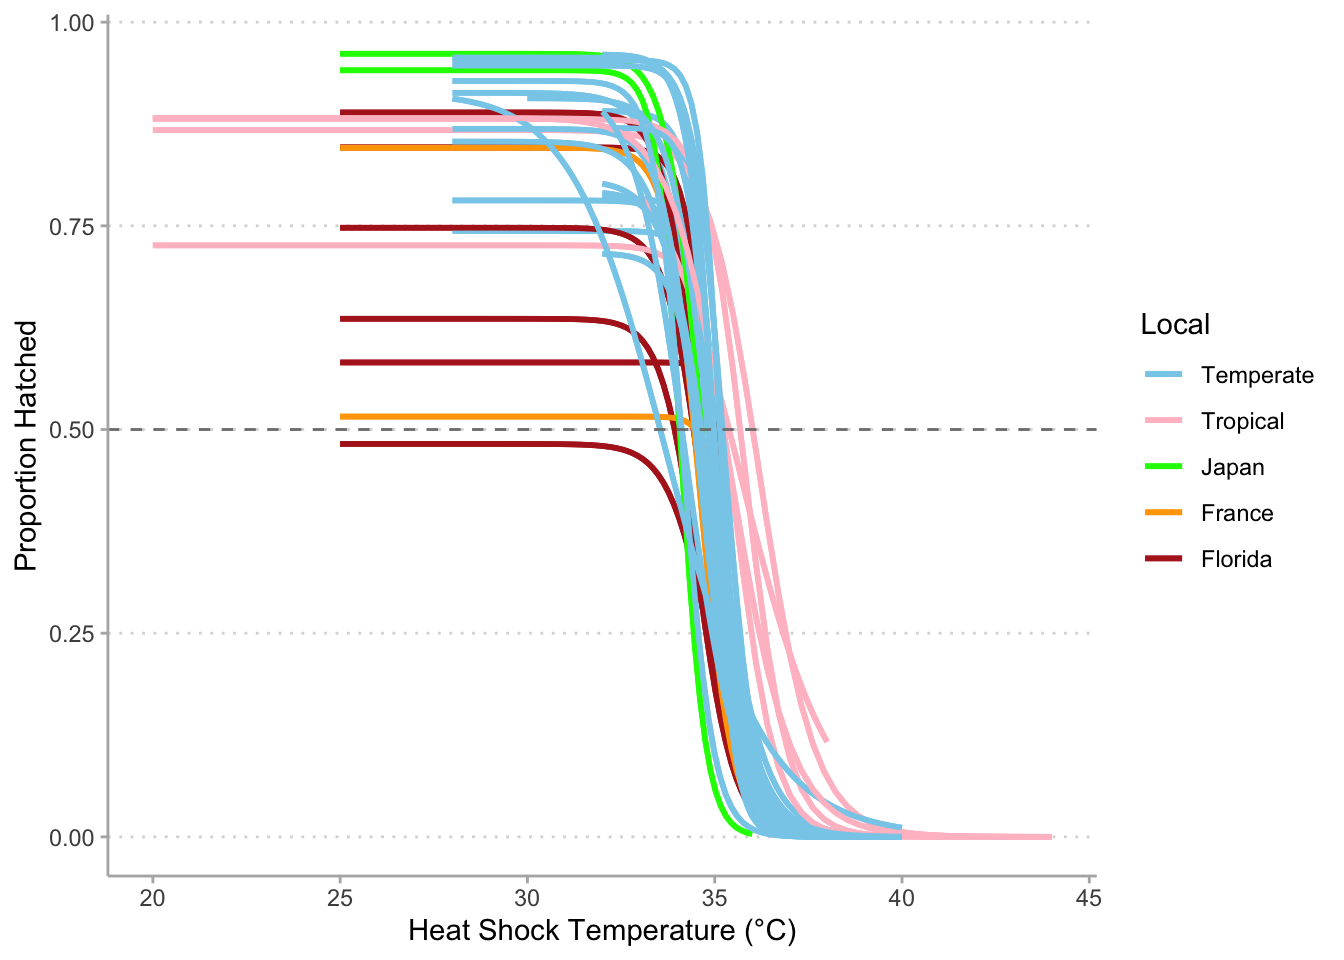 1.00
0.75
0.50
0.25
0.00
Proportion Hatched
20
25
30
35
40
45
Heat Shock Temperature (°C)
Local
Temperate
Tropical
Japan
France
Florida